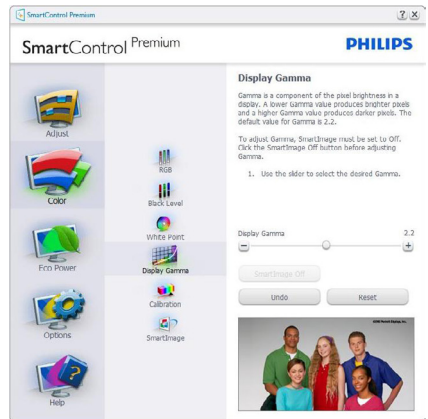 SmartControl Premium
SmartControl Premium
PHILIPS
Adjust
Color
Eco Power
Options
Help
RGB
Black Level
White Point
Display Gamma
Calibration
SmartImage
Display Gamma
Gamma is a component of the pixel brightness in a
display. A lower Gamma value produces brighter pixels
and a higher Gamma value produces darker pixels. The
default value for Gamma is 2.2.
To adjust Gamma, SmartImage must be set to Off.
Click the SmartImage Off button before adjusting
Gamma.
1. Use the slider to select the desired Gamma.
Display Gamma 2.2
SmartImage Off
Undo
Reset